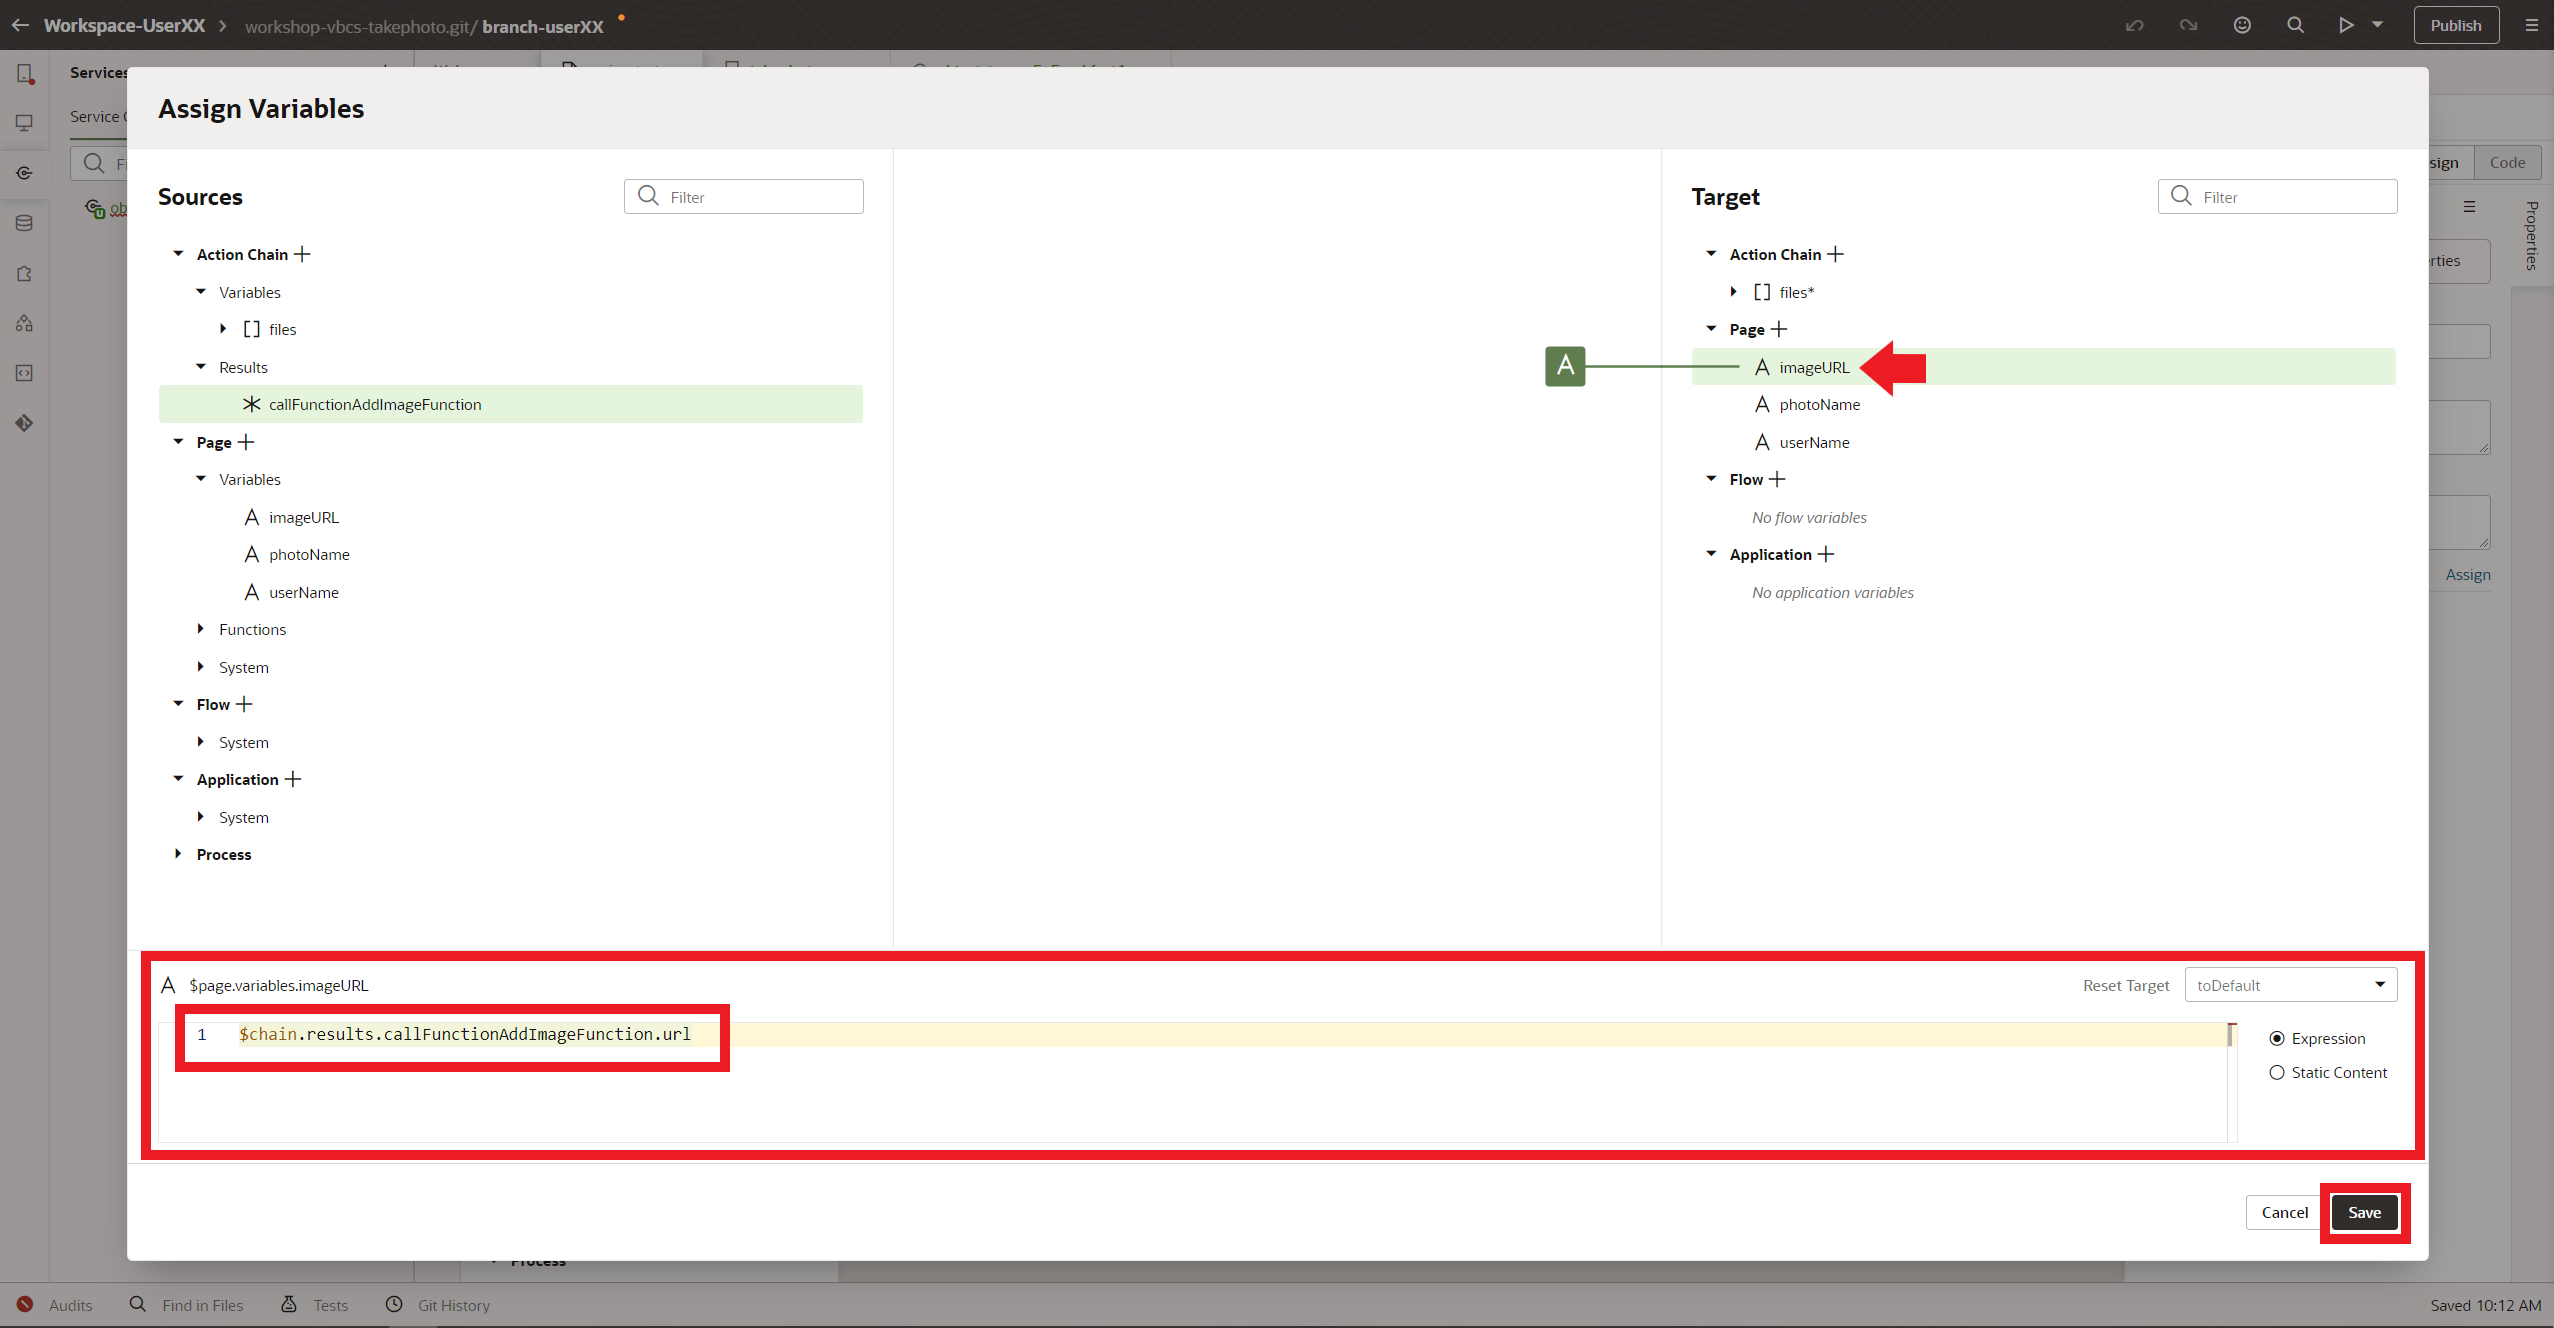 Workspace-UserXX > workshop-vbcs-takephoto.git/ branch-userXX
Publish
Services
Service
Assign Variables
sign Code
Sources Filter
Target Filter
Properties
Action Chain
Variables
[] files
Results
callFunctionAddImageFunction
Page
Variables
A imageURL
A photoName
A userName
Functions
System
Flow
System
Application
System
Process
Action Chain
[] files*
Page
A
A imageURL
A photoName
A userName
Flow
No flow variables
Application
No application variables
rties
Assign
A $page.variables.imageURL
Reset Target toDefault
1 $chain.results.callFunctionAddImageFunction.url
Expression
Static Content
Cancel Save
Process
Audits Find in Files Tests Git History Saved 10:12 AM